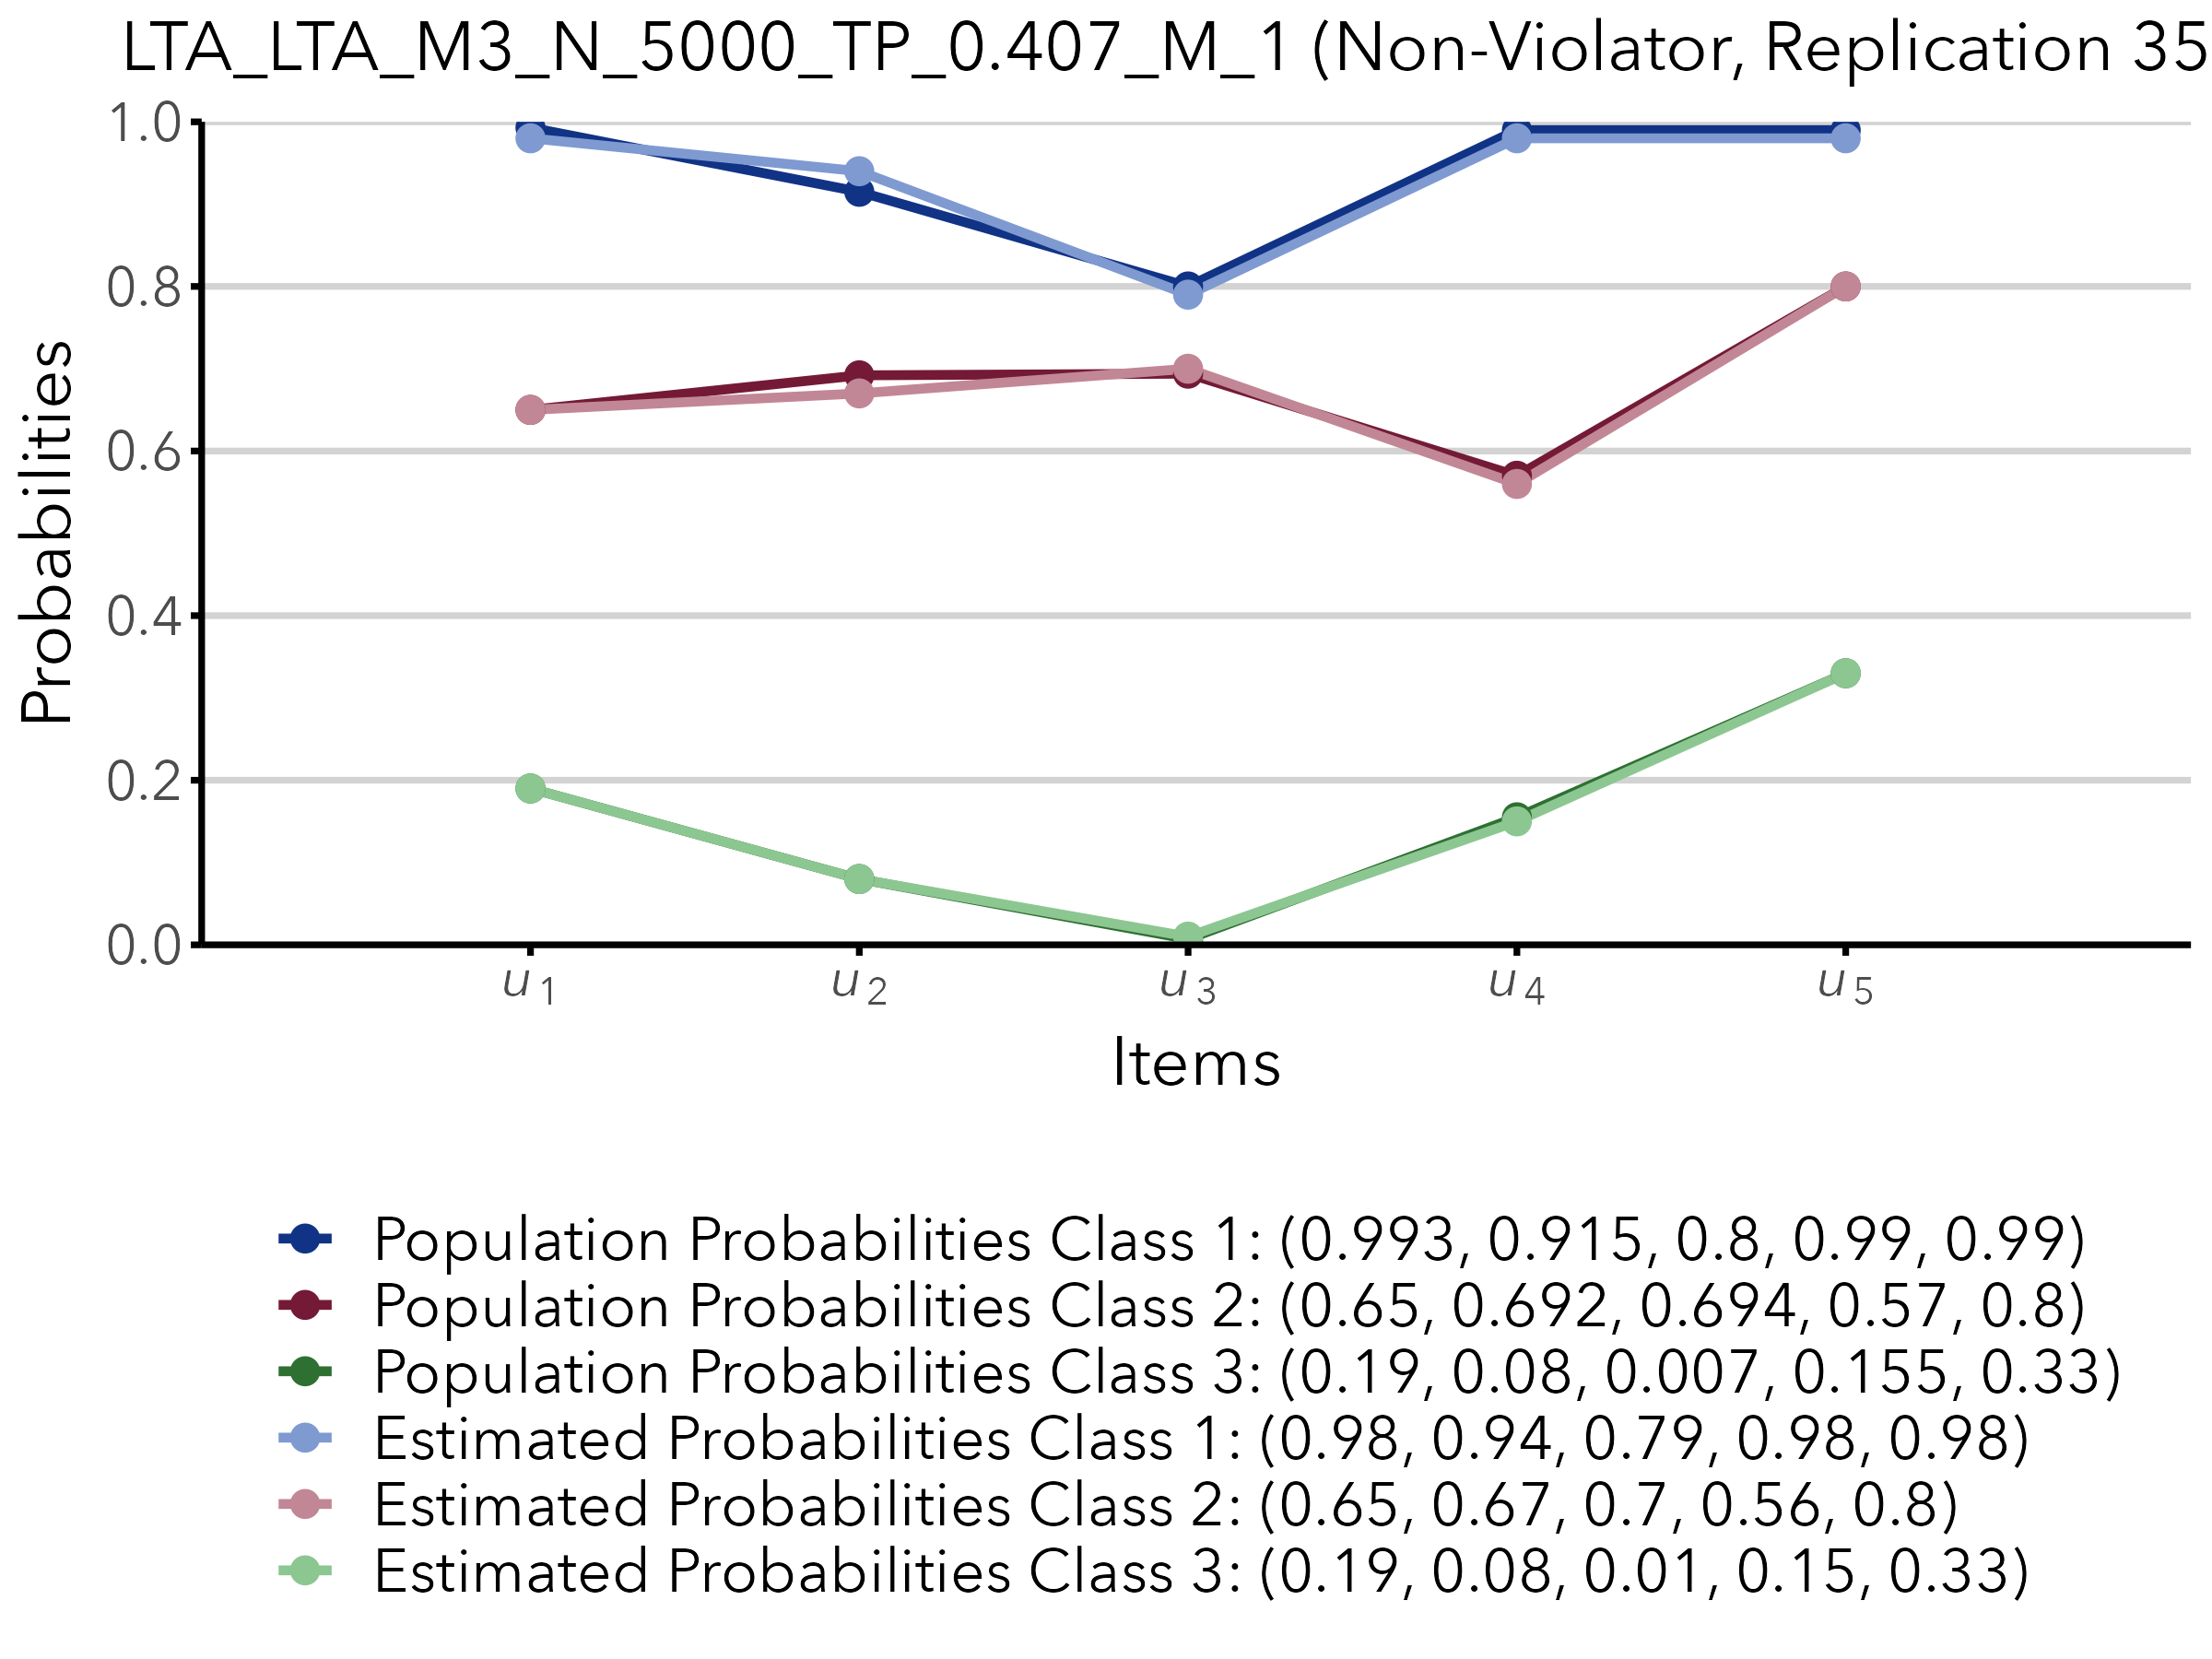 LTA_LTA_M3_N_5000_TP_0.407_M_1 (Non-Violator, Replication 35
Probabilities
1.0
0.8
0.6
0.4
0.2
0.0
u1
u2
u3
u4
u5
Items
Population Probabilities Class 1: (0.993, 0.915, 0.8, 0.99, 0.99)
Population Probabilities Class 2: (0.65, 0.692, 0.694, 0.57, 0.8)
Population Probabilities Class 3: (0.19, 0.08, 0.007, 0.155, 0.33)
Estimated Probabilities Class 1: (0.98, 0.94, 0.79, 0.98, 0.98)
Estimated Probabilities Class 2: (0.65, 0.67, 0.7, 0.56, 0.8)
Estimated Probabilities Class 3: (0.19, 0.08, 0.01, 0.15, 0.33)